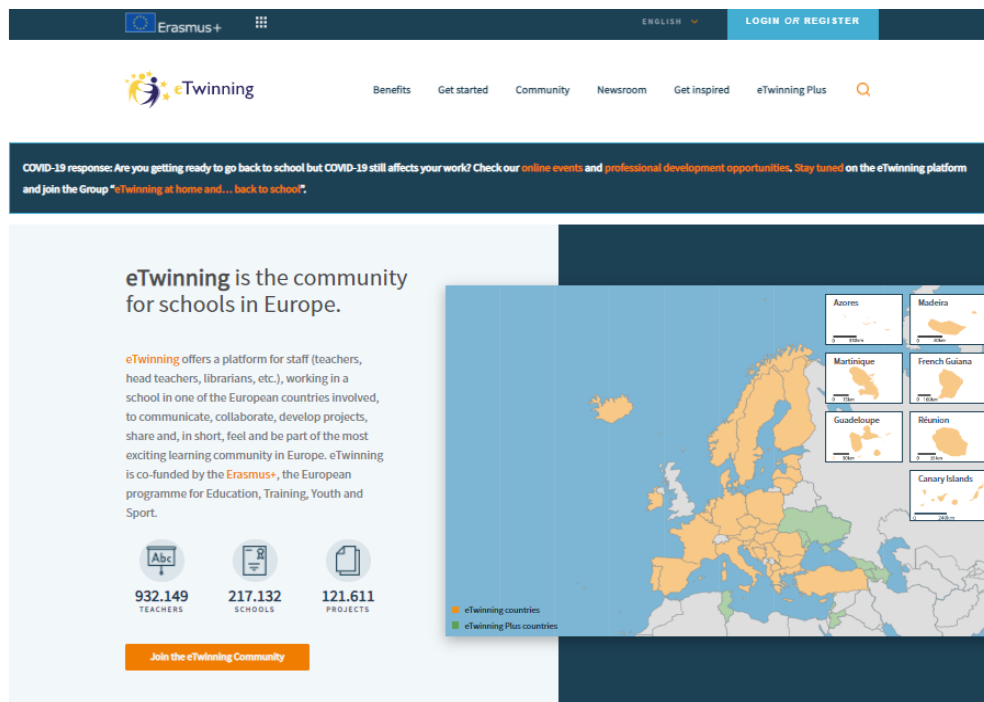 Erasmus+
ENGLISH
LOGIN OR REGISTER
eTwinning
Benefits
Get started
Community
Newsroom
Get inspired
eTwinning Plus
COVID-19 response: Are you getting ready to go back to school but COVID-19 still affects your work? Check our online events and professional development opportunities. Stay tuned on the eTwinning platform
and join the Group "eTwinning at home and... back to school".
eTwinning is the community
for schools in Europe.
eTwinning offers a platform for staff (teachers,
head teachers, librarians, etc.), working in a
school in one of the European countries involved,
to communicate, collaborate, develop projects,
share and, in short, feel and be part of the most
exciting learning community in Europe. eTwinning
is co-funded by the Erasmus+, the European
programme for Education, Training, Youth and
Sport.
Abc
932.149
TEACHERS
217.132
SCHOOLS
121.611
PROJECTS
Join the eTwinning Community
Azores
Madeira
Martinique
French Guiana
Guadeloupe
Réunion
Canary Islands
eTwinning countries
eTwinning Plus countries